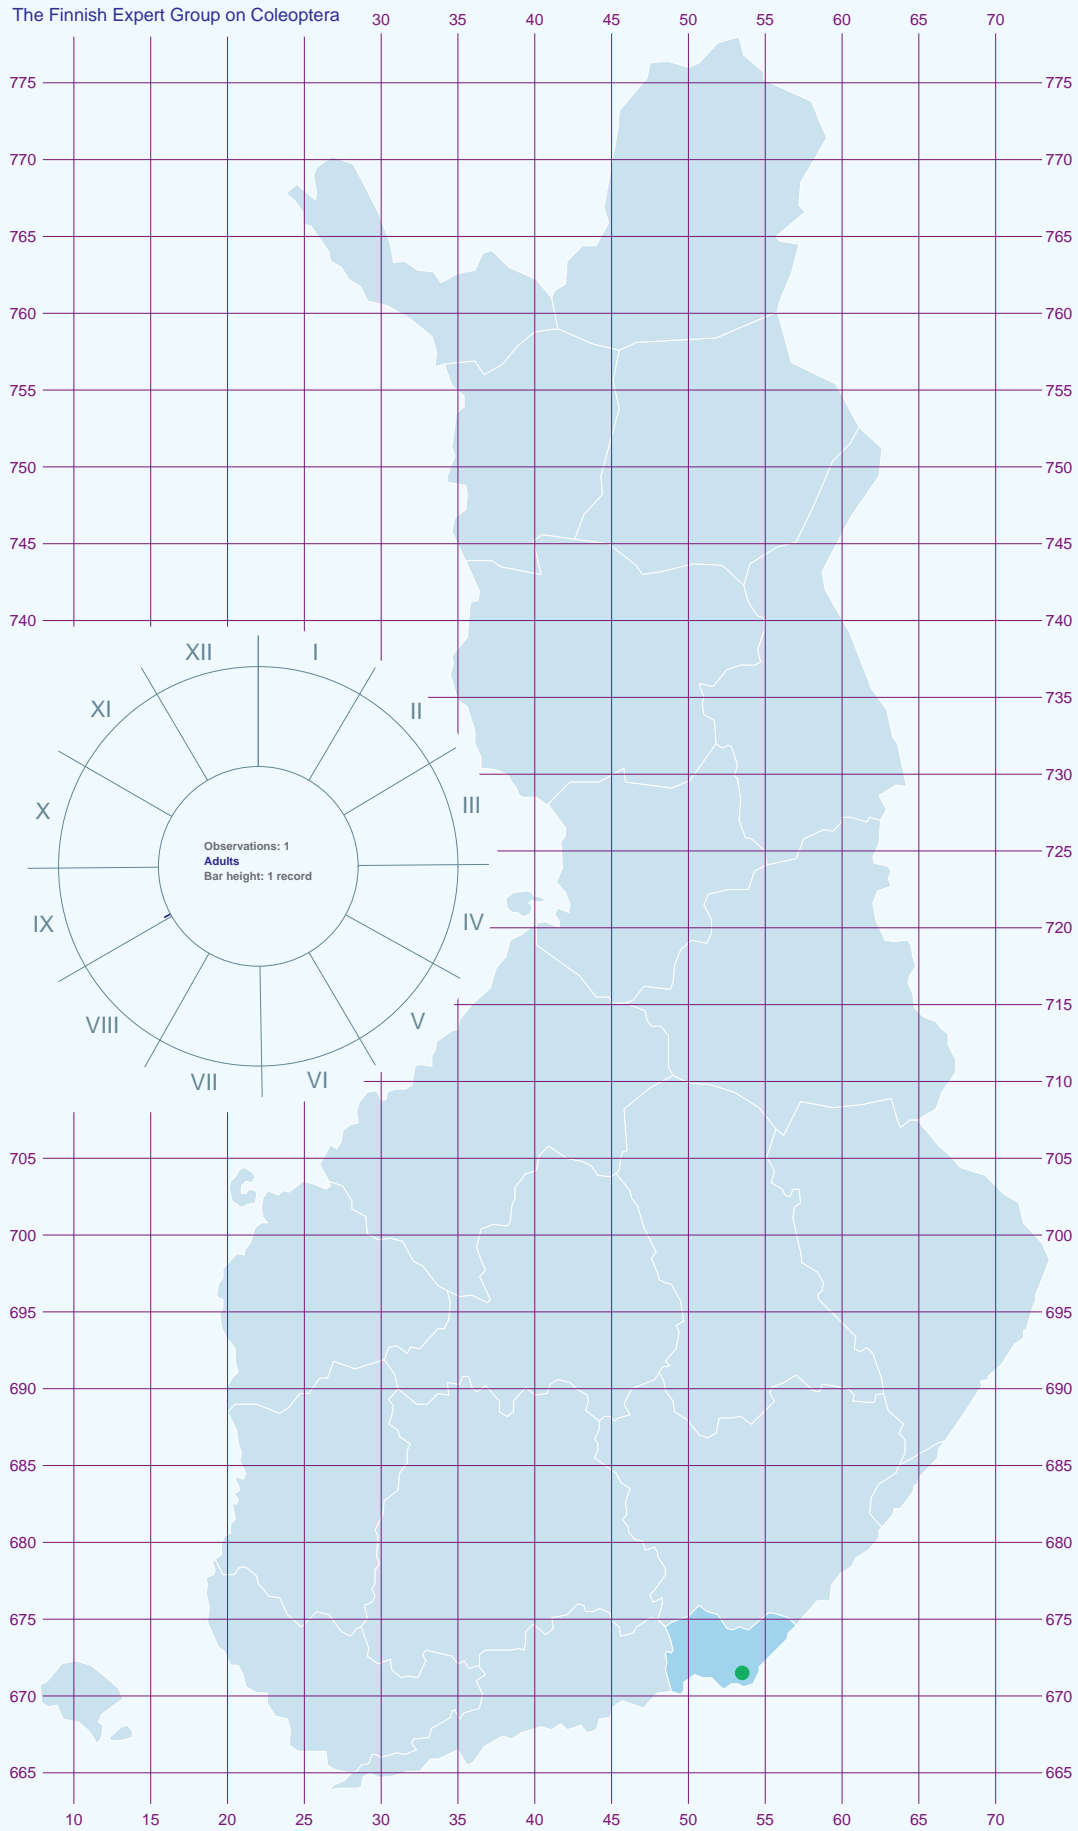 The Finnish Expert Group on Coleoptera
30 45 50 55 60 65 70
35 40
775 775
770 770
765 765
760 760
755 755
750 750
745 745
740 740
XII I
XI II
735
730
X III
725
Observations: 1
Adults
Bar height: 1 record
IX IV
720
VIII V
715
VII VI
710
705 705
700 700
695 695
690 690
685 685
680 680
675 675
670 670
665 665
10 15 20 25 30 35 40 45 50 55 60 65 70